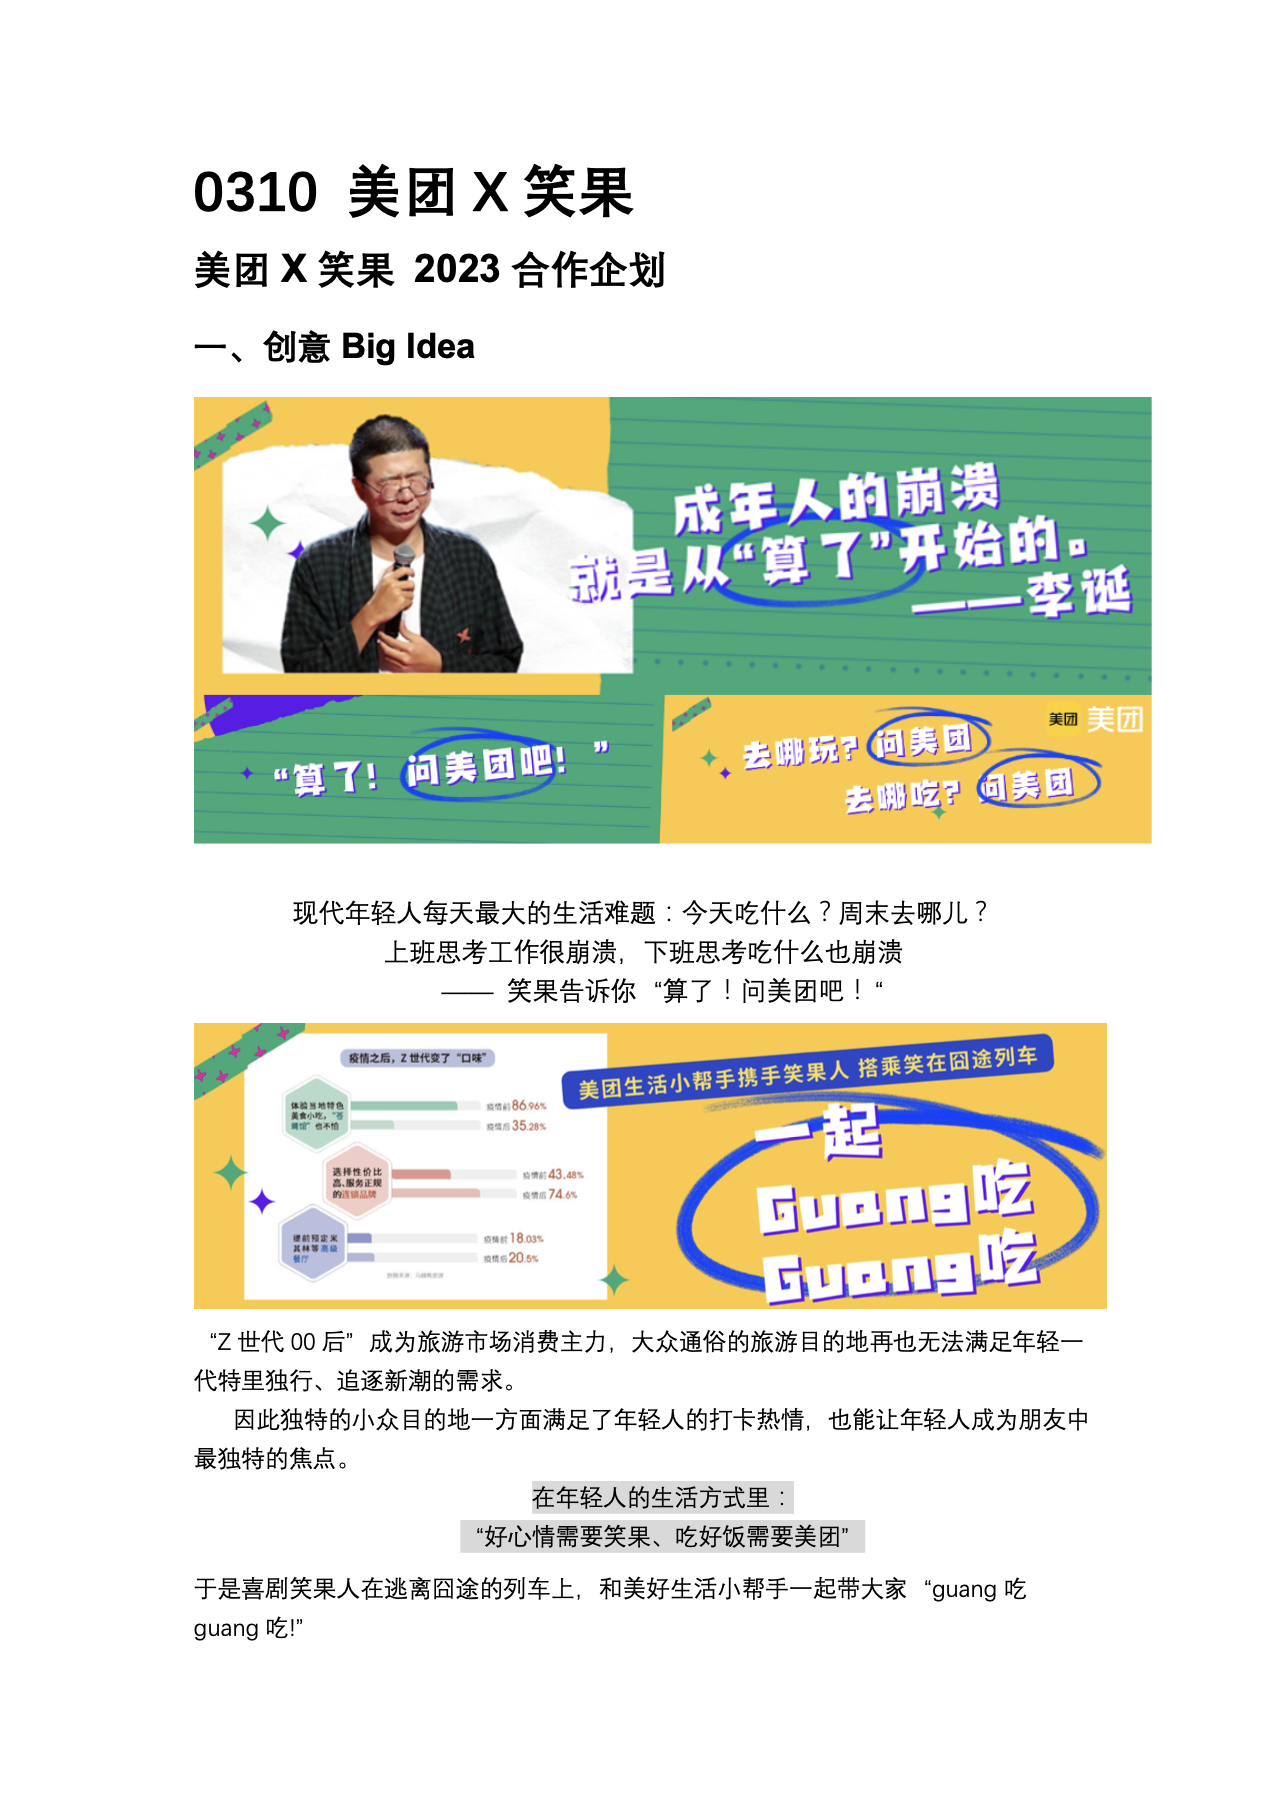 0310 美团 X 笑果
美团 X 笑果 2023 合作企划
一、创意 Big Idea
成年人的崩溃
就是从“算了”开始的。
——李诞
“算了！问美团吧！”
美团 美团
去哪玩？问美团
去哪吃？问美团
现代年轻人每天最大的生活难题：今天吃什么？周末去哪儿？
上班思考工作很崩溃，下班思考吃什么也崩溃
—— 笑果告诉你 “算了！问美团吧！“
疫情之后，Z世代变了“口味”
体验当地特色
美食小吃，“苍
蝇馆”也不怕
疫情前86.96%
疫情后35.28%
选择性价比
高、服务正规
的连锁品牌
疫情前43.48%
疫情后74.6%
提前预定米
其林等高级
餐厅
疫情前18.03%
疫情后20.5%
美团生活小帮手携手笑果人 搭乘笑在囧途列车
一起
Guang吃
Guang吃
“Z 世代 00 后” 成为旅游市场消费主力，大众通俗的旅游目的地再也无法满足年轻一
代特里独行、追逐新潮的需求。
因此独特的小众目的地一方面满足了年轻人的打卡热情，也能让年轻人成为朋友中
最独特的焦点。
在年轻人的生活方式里：
“好心情需要笑果、吃好饭需要美团”
于是喜剧笑果人在逃离囧途的列车上，和美好生活小帮手一起带大家 “guang 吃
guang 吃!”